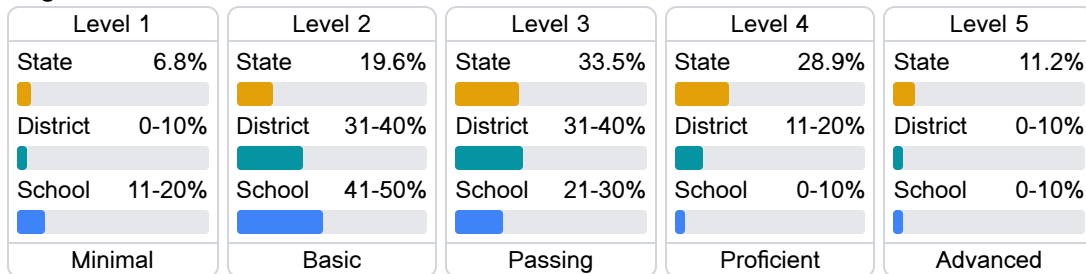 Level 1
State 6.8%
District 0-10%
School 11-20%
Minimal
Level 2
State 19.6%
District 31-40%
School 41-50%
Basic
Level 3
State 33.5%
District 31-40%
School 21-30%
Passing
Level 4
State 28.9%
District 11-20%
School 0-10%
Proficient
Level 5
State 11.2%
District 0-10%
School 0-10%
Advanced